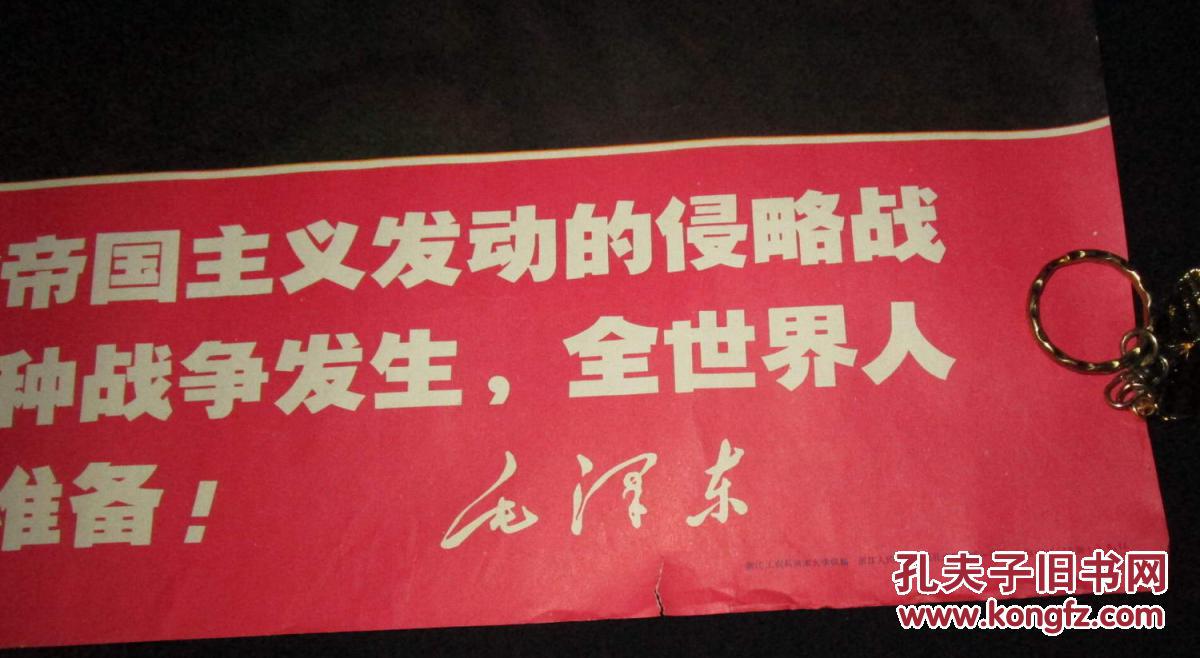 帝国主义发动的侵略战
种战争发生，全世界人
准备！
毛泽东
孔夫子旧书网
www.kongfz.com